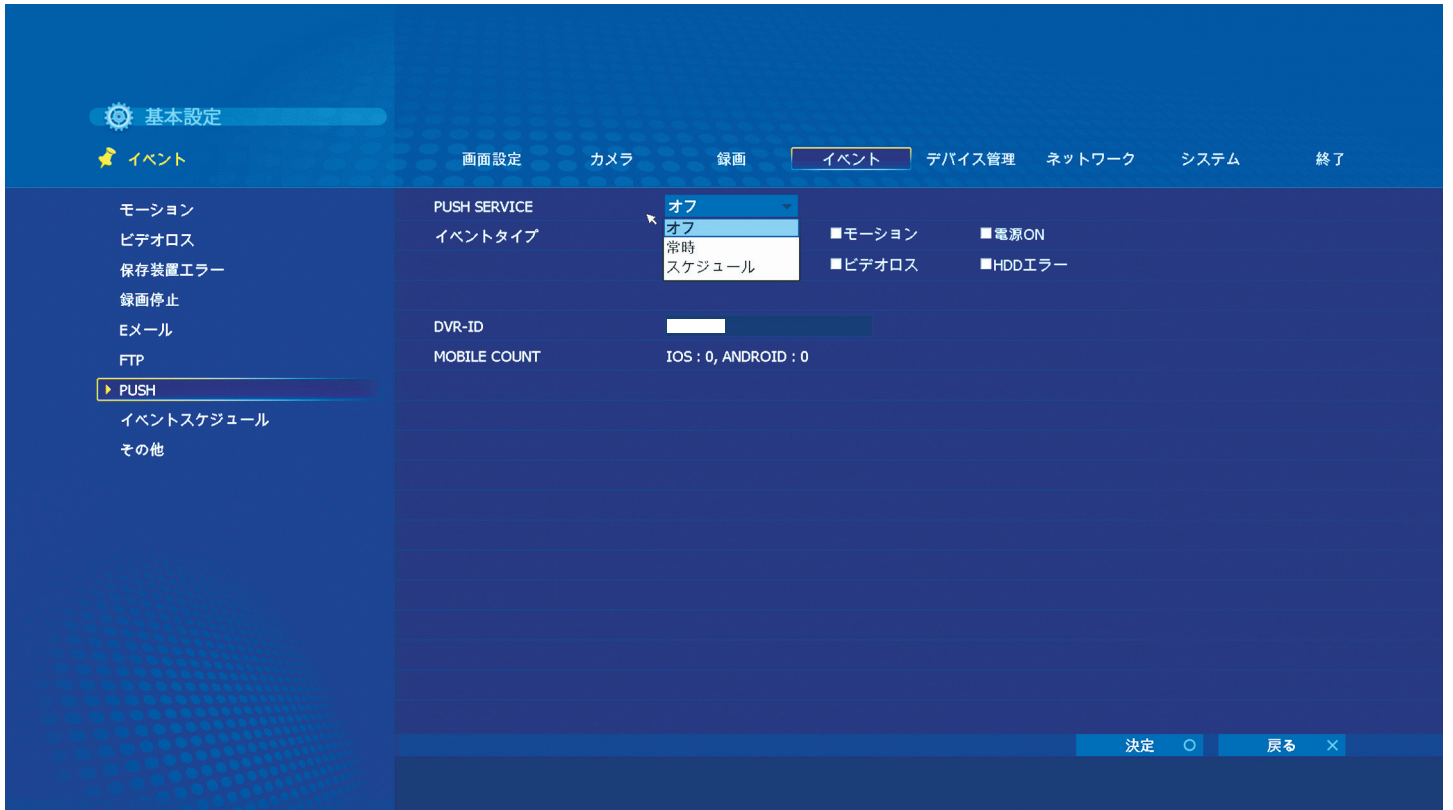 基本設定
イベント
画面設定 カメラ 録画 イベント デバイス管理 ネットワーク システム 終了
モーション
ビデオロス
保存装置エラー
録画停止
Eメール
FTP
PUSH
イベントスケジュール
その他
PUSH SERVICE オフ
オフ
常時
スケジュール
イベントタイプ モーション 電源ON
ビデオロス HDDエラー
DVR-ID
MOBILE COUNT IOS : 0, ANDROID : 0
決定 戻る